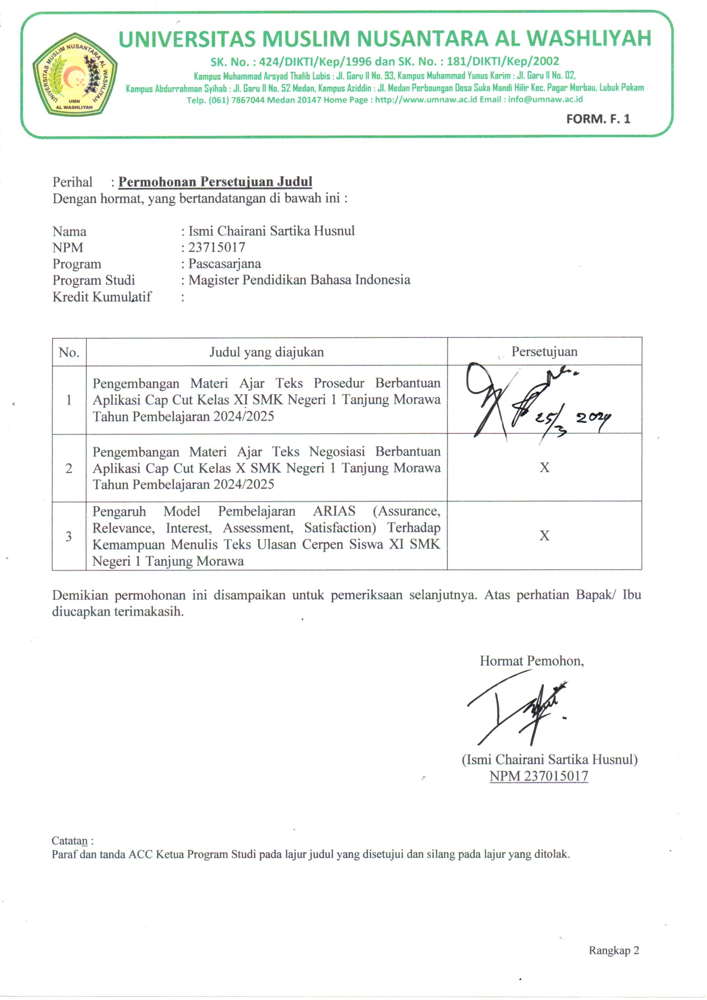 UNIVERSITAS MUSLIM NUSANTARA AL WASHLIYAH
UMN
AL WASHLIYAH
UNIVERSITAS MUSLIM NUSANTARA AL WASHLIYAH
SK. No. : 424/DIKTI/Kep/1996 dan SK. No. : 181/DIKTI/Kep/2002
Kampus Muhammad Arsyad Thalib Lubis : Jl. Garu II No. 93, Kampus Muhammad Yunus Karim : Jl. Garu II No. 02,
Kampus Abdurrahman Syihab : Jl. Garu II No. 52 Medan, Kampus Aziddin : Jl. Medan Perbaungan Desa Suka Mandi Hilir Kec. Pagar Merbau, Lubuk Pakam
Telp. (061) 7867044 Medan 20147 Home Page : http://www.umnaw.ac.id Email : info@umnaw.ac.id
FORM. F. 1
Perihal : Permohonan Persetujuan Judul
Dengan hormat, yang bertandatangan di bawah ini :
Nama : Ismi Chairani Sartika Husnul
NPM : 23715017
Program : Pascasarjana
Program Studi : Magister Pendidikan Bahasa Indonesia
Kredit Kumulatif :
No. Judul yang diajukan Persetujuan
Pengembangan Materi Ajar Teks Prosedur Berbantuan
1 Aplikasi Cap Cut Kelas XI SMK Negeri 1 Tanjung Morawa
Tahun Pembelajaran 2024/2025
25/3 2024
Pengembangan Materi Ajar Teks Negosiasi Berbantuan
2 Aplikasi Cap Cut Kelas X SMK Negeri 1 Tanjung Morawa X
Tahun Pembelajaran 2024/2025
Pengaruh Model Pembelajaran ARIAS (Assurance,
Relevance, Interest, Assessment, Satisfaction) Terhadap
3 Kemampuan Menulis Teks Ulasan Cerpen Siswa XI SMK X
Negeri 1 Tanjung Morawa
Demikian permohonan ini disampaikan untuk pemeriksaan selanjutnya. Atas perhatian Bapak/ Ibu
diucapkan terimakasih.
Hormat Pemohon,
(Ismi Chairani Sartika Husnul)
NPM 237015017
Catatan :
Paraf dan tanda ACC Ketua Program Studi pada lajur judul yang disetujui dan silang pada lajur yang ditolak.
Rangkap 2